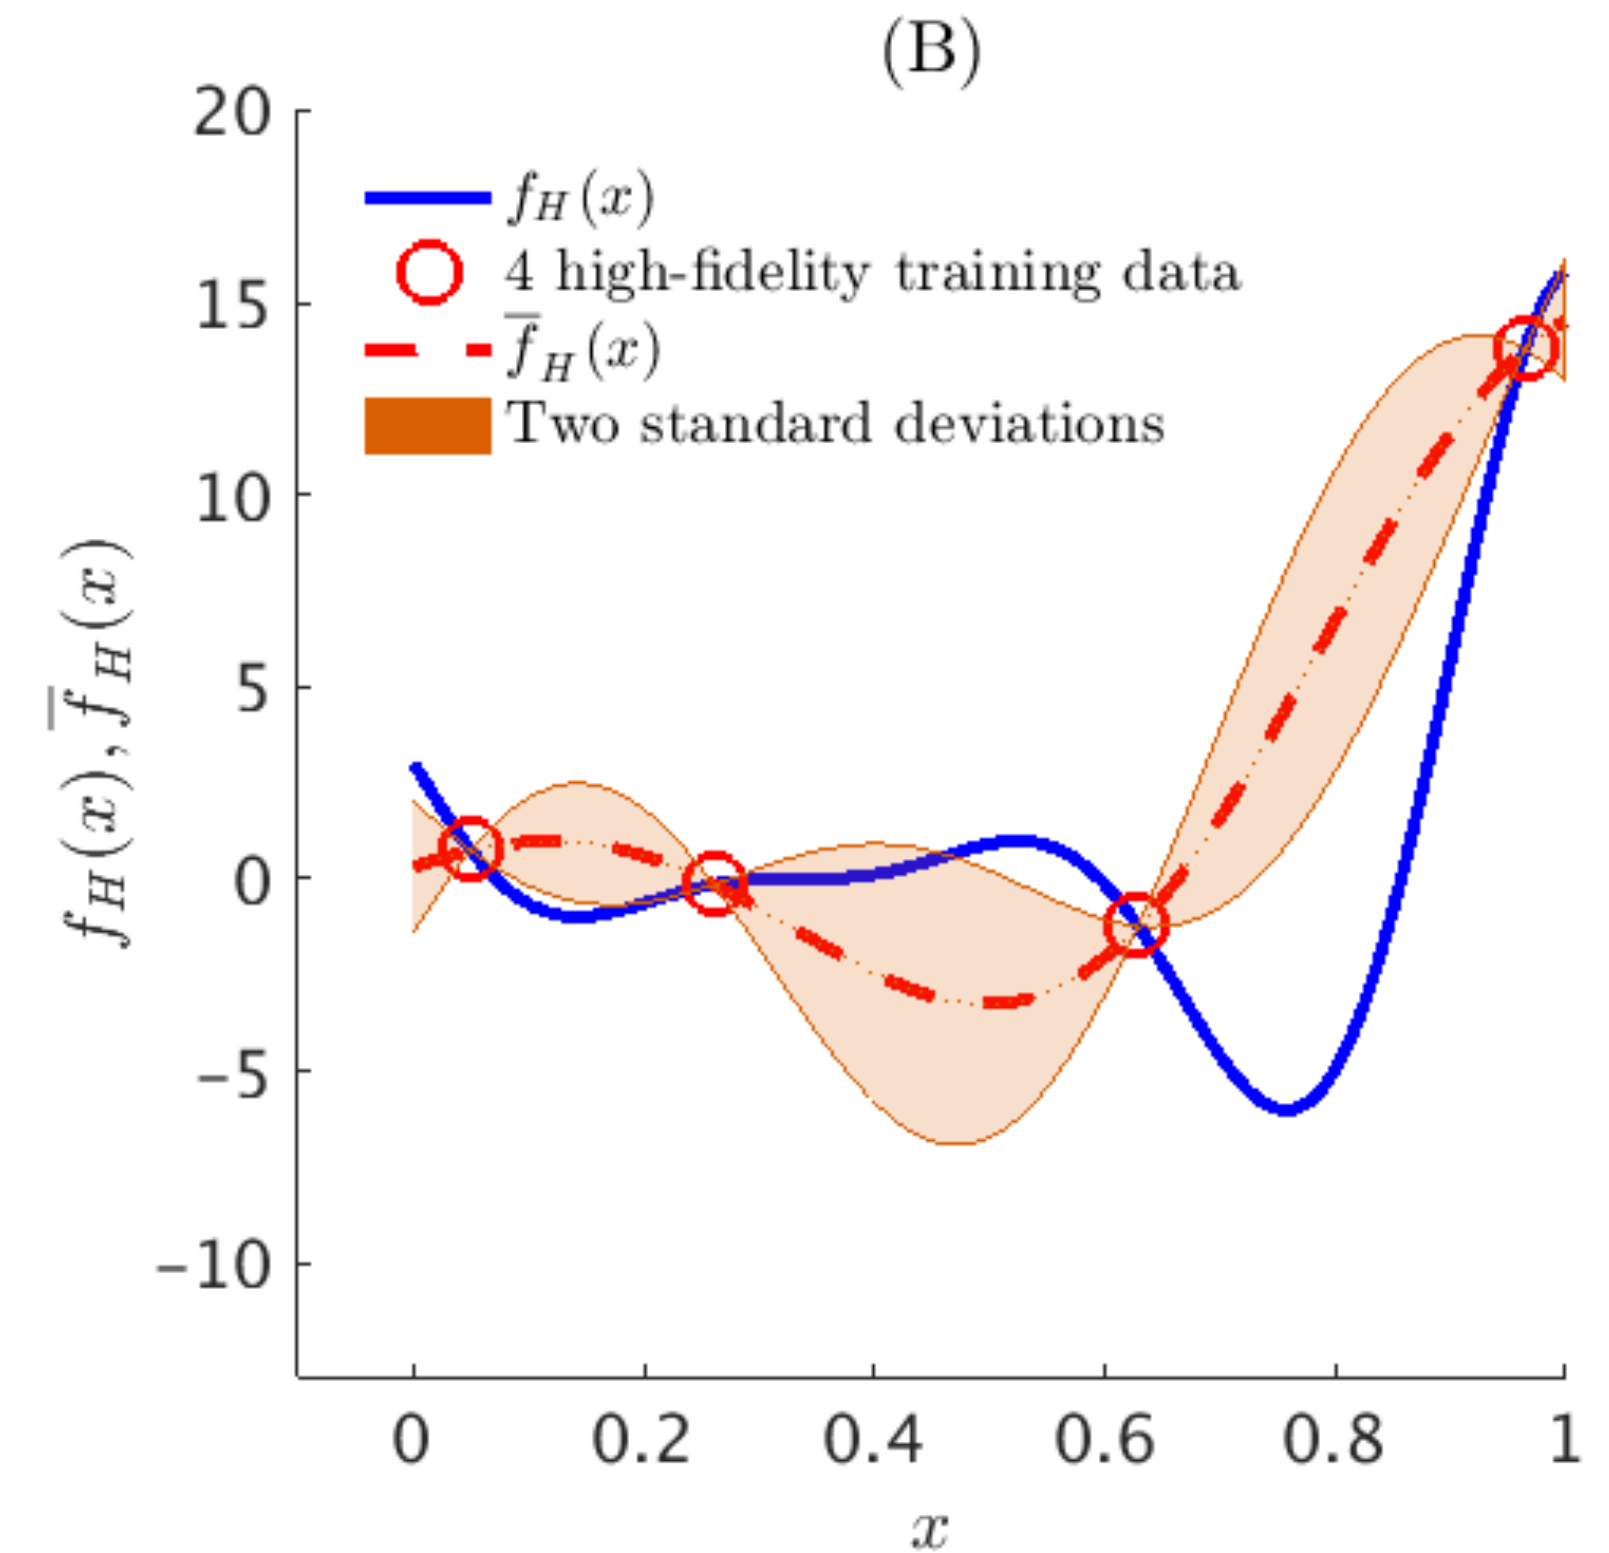 (B)
20
15
10
5
0
−5
−10
f_H(x), f̅_H(x)
f_H(x)
4 high-fidelity training data
f̅_H(x)
Two standard deviations
0 0.2 0.4 0.6 0.8 1
x